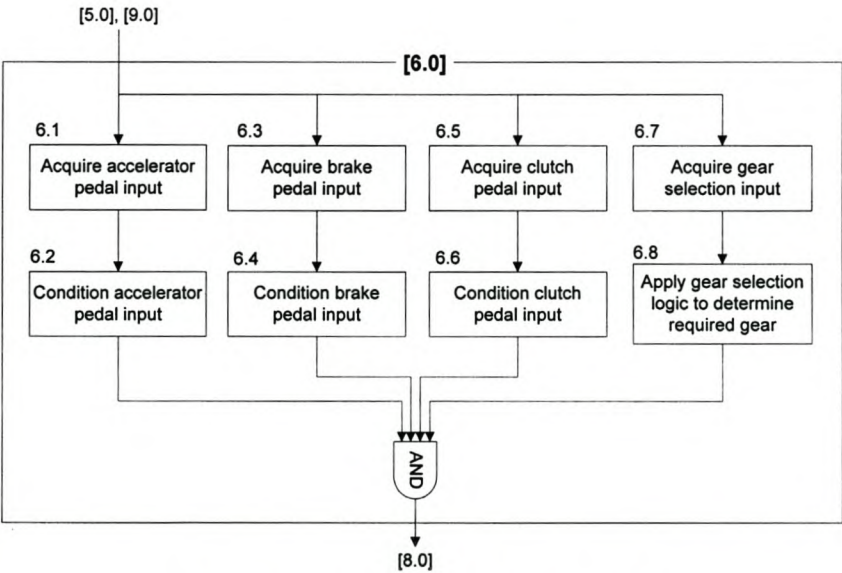 [5.0], [9.0]
[6.0]
6.1
Acquire accelerator
pedal input
6.3
Acquire brake
pedal input
6.5
Acquire clutch
pedal input
6.7
Acquire gear
selection input
6.2
Condition accelerator
pedal input
6.4
Condition brake
pedal input
6.6
Condition clutch
pedal input
6.8
Apply gear selection
logic to determine
required gear
AND
[8.0]